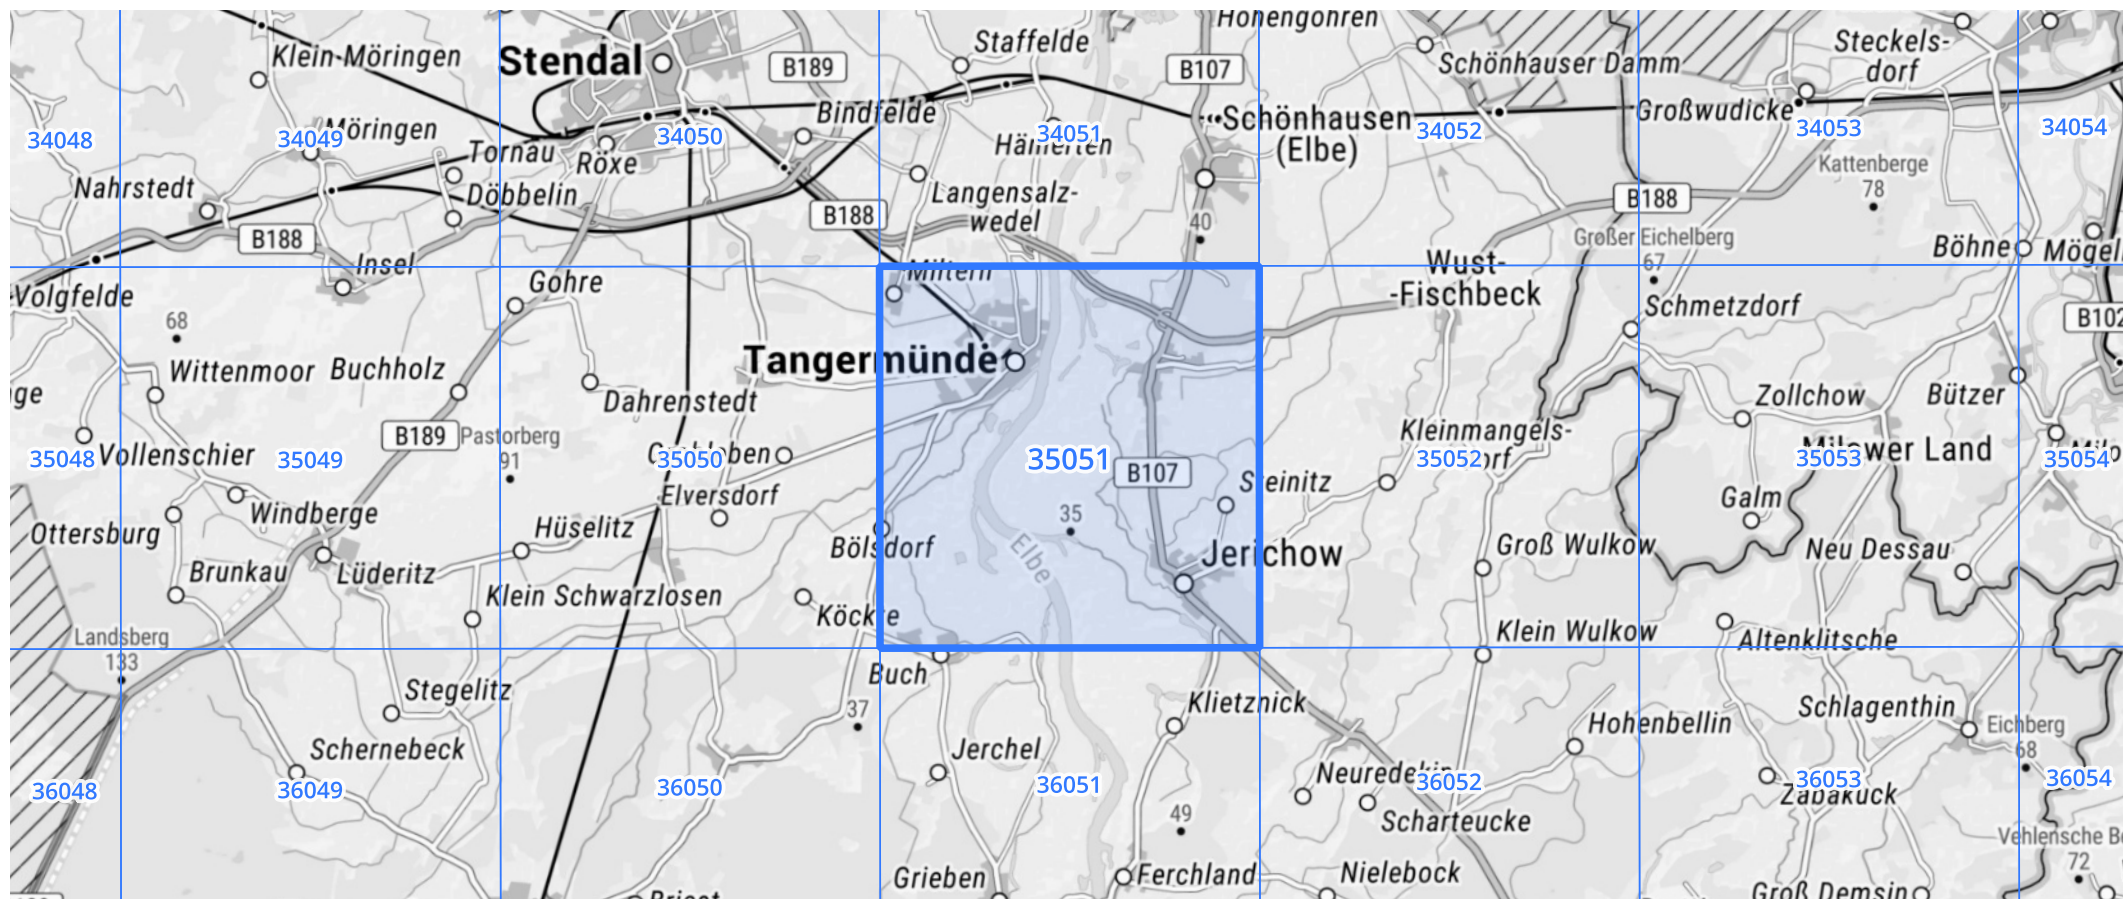 Hohengöhren
Klein-Möringen
Stendal
B189
Staffelde
B107
Schönhauser Damm
Steckels-
dorf
34048
34049
Möringen
34050
Bindfelde
34051
Hämerten
Schönhausen
(Elbe)
34052
Großwudicke
34053
34054
Tornau
Röxe
Kattenberge
78
Nahrstedt
Döbbelin
Langensalz-
wedel
B188
B188
B188
40
Großer Eichelberg
67
Böhne
Mögel
Insel
Gohre
Miltern
Wust-
-Fischbeck
Schmetzdorf
Volgfelde
68
B102
Wittenmoor
Buchholz
Tangermünde
Dahrenstedt
Zollchow
Bützer
ge
B189
Pastorberg
91
Kleinmangels-
dorf
Milower Land
35048
Vollenschier
35049
35050
35051
35052
35053
35054
B107
Steinitz
Elversdorf
Galm
Windberge
Ottersburg
Hüselitz
35
Bölsdorf
Elbe
Jerichow
Groß Wulkow
Neu Dessau
Brunkau
Lüderitz
Klein Schwarzlosen
Köckte
Klein Wulkow
Altenklitsche
Landsberg
133
Buch
Stegelitz
37
Klietznick
Hohenbellin
Schlagenthin
Eichberg
68
Schernebeck
Jerchel
36048
36049
36050
36051
Neuredekin
36052
36053
36054
Zabakuck
49
Scharteucke
Vehlensche Be
72
Grieben
Ferchland
Nielebock
Groß Demsin